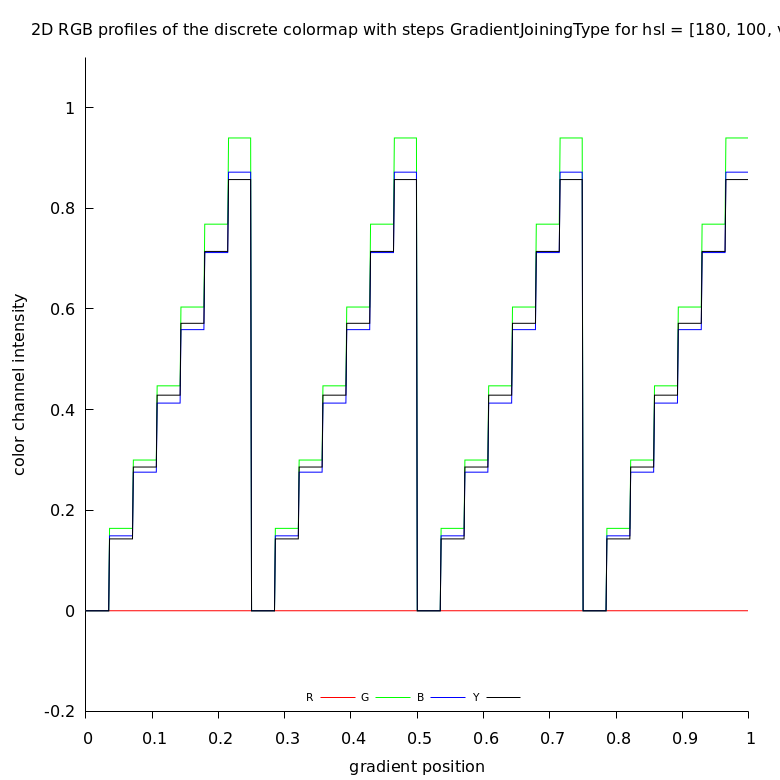 2D RGB profiles of the discrete colormap with steps GradientJoiningType for hsl = [180, 100,
1
0.8
0.6
0.4
0.2
0
-0.2
color channel intensity
R G B Y
0 0.1 0.2 0.3 0.4 0.5 0.6 0.7 0.8 0.9 1
gradient position